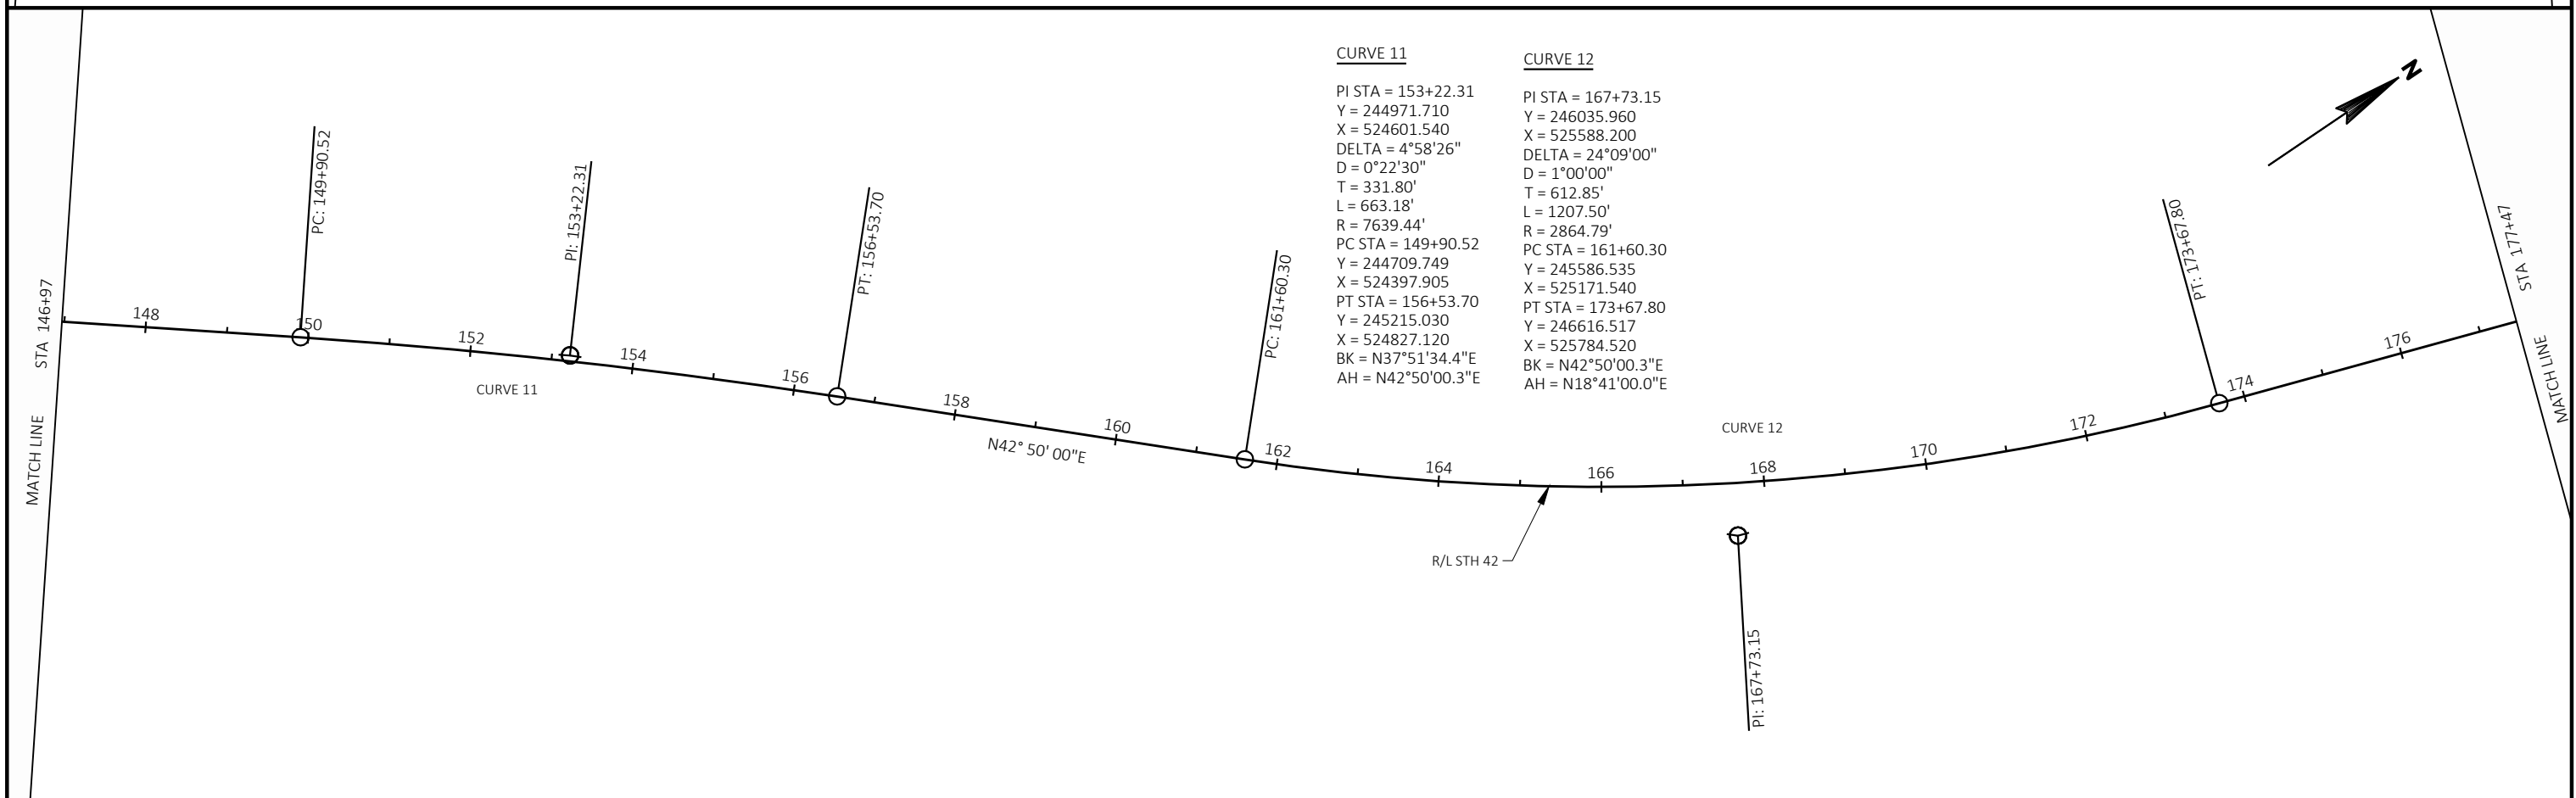 CURVE 11
PI STA = 153+22.31
Y = 244971.710
X = 524601.540
DELTA = 4°58'26"
D = 0°22'30"
T = 331.80'
L = 663.18'
R = 7639.44'
PC STA = 149+90.52
Y = 244709.749
X = 524397.905
PT STA = 156+53.70
Y = 245215.030
X = 524827.120
BK = N37°51'34.4"E
AH = N42°50'00.3"E
CURVE 12
PI STA = 167+73.15
Y = 246035.960
X = 525588.200
DELTA = 24°09'00"
D = 1°00'00"
T = 612.85'
L = 1207.50'
R = 2864.79'
PC STA = 161+60.30
Y = 245586.535
X = 525171.540
PT STA = 173+67.80
Y = 246616.517
X = 525784.520
BK = N42°50'00.3"E
AH = N18°41'00.0"E
N
MATCH LINE STA 146+97
148
PC: 149+90.52
150
152
CURVE 11
PI: 153+22.31
154
156
PT: 156+53.70
158
N42° 50' 00"E
160
PC: 161+60.30
162
164
R/L STH 42
166
CURVE 12
168
PI: 167+73.15
170
172
PT: 173+67.80
174
176
MATCH LINE STA 177+47